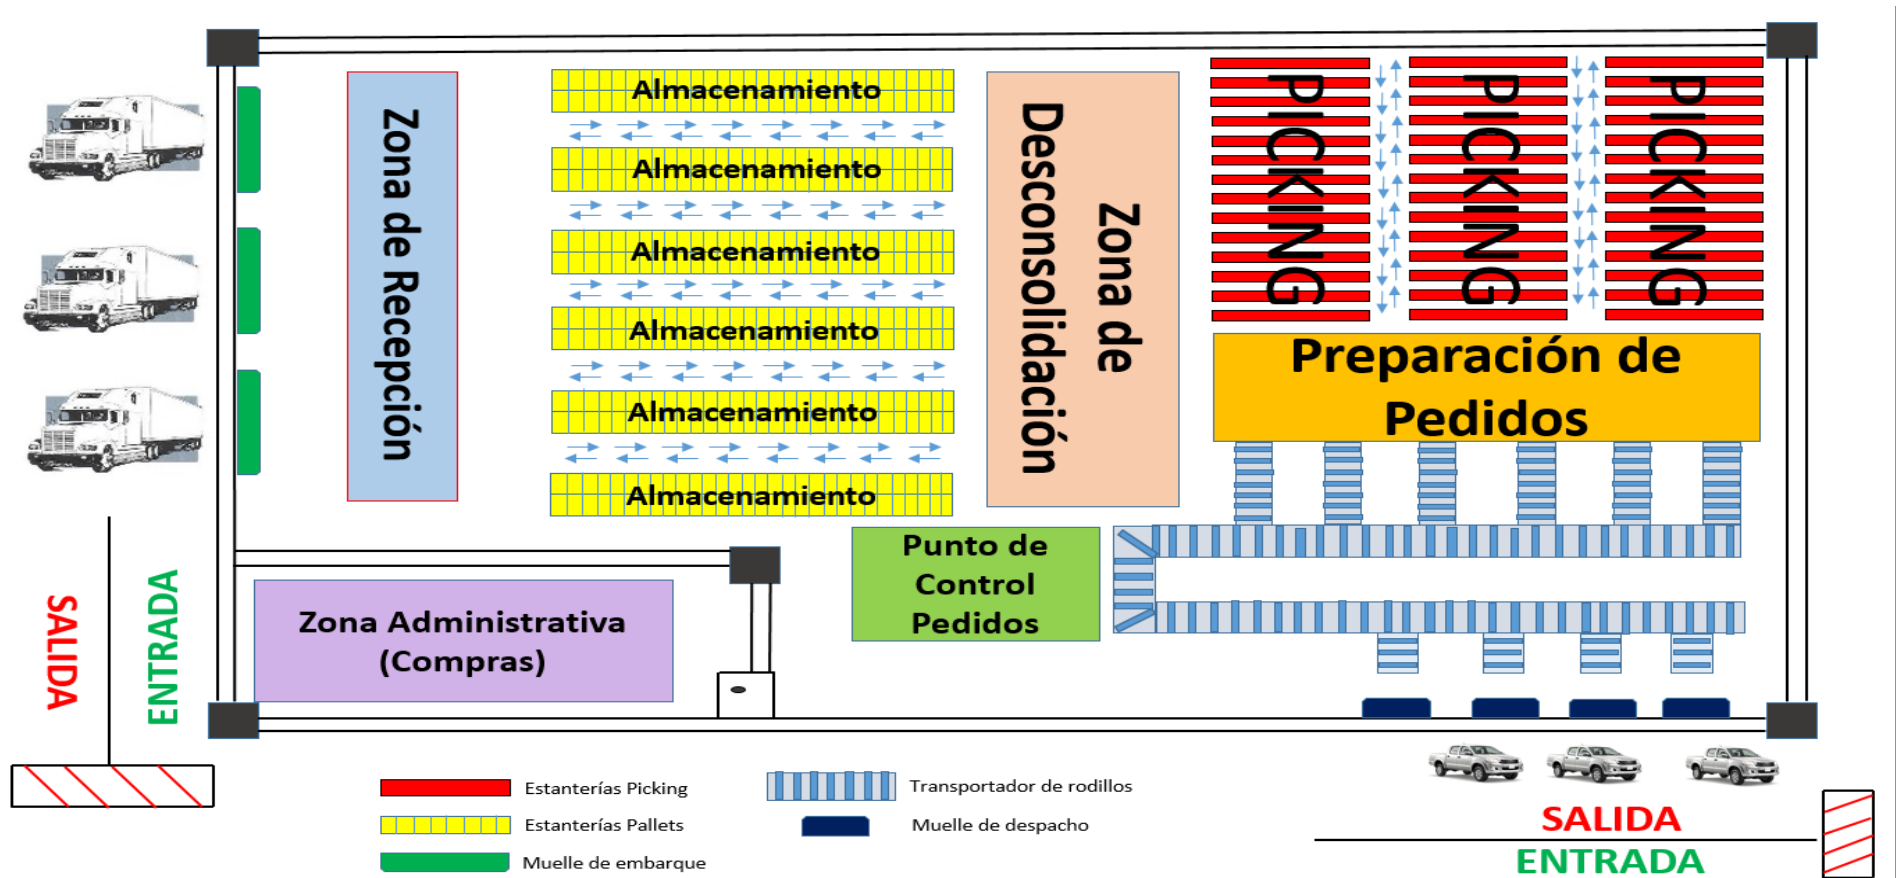 Zona de Recepción
Almacenamiento
Almacenamiento
Almacenamiento
Almacenamiento
Almacenamiento
Almacenamiento
Zona de
Desconsolidación
PICKING
PICKING
PICKING
Preparación de
Pedidos
Punto de
Control
Pedidos
Zona Administrativa
(Compras)
SALIDA
ENTRADA
Estanterías Picking
Estanterías Pallets
Muelle de embarque
Transportador de rodillos
Muelle de despacho
SALIDA
ENTRADA